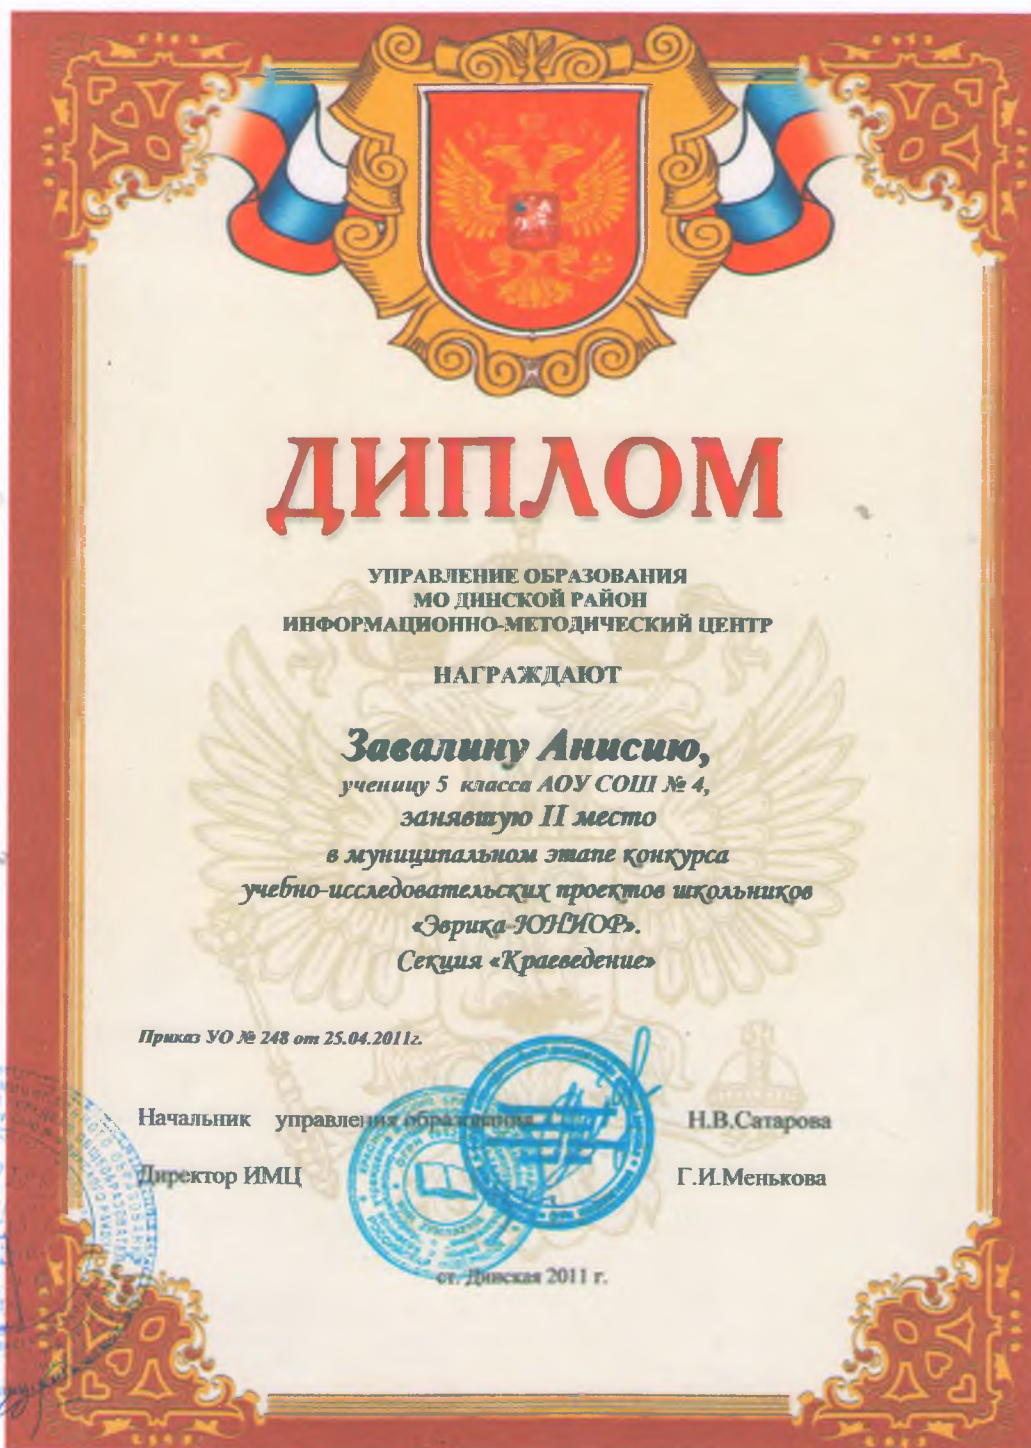 ДИПЛОМ
УПРАВЛЕНИЕ ОБРАЗОВАНИЯ
МО ДИНСКОЙ РАЙОН
ИНФОРМАЦИОННО-МЕТОДИЧЕСКИЙ ЦЕНТР
НАГРАЖДАЮТ
Завалину Анисию,
ученицу 5 класса АОУ СОШ № 4,
занявшую II место
в муниципальном этапе конкурса
учебно-исследовательских проектов школьников
«Эврика-ЮНИОР».
Секция «Краеведение»
Приказ УО № 248 от 25.04.2011г.
Начальник управления образования Н.В.Сатарова
Директор ИМЦ Г.И.Менькова
ст. Динская 2011 г.